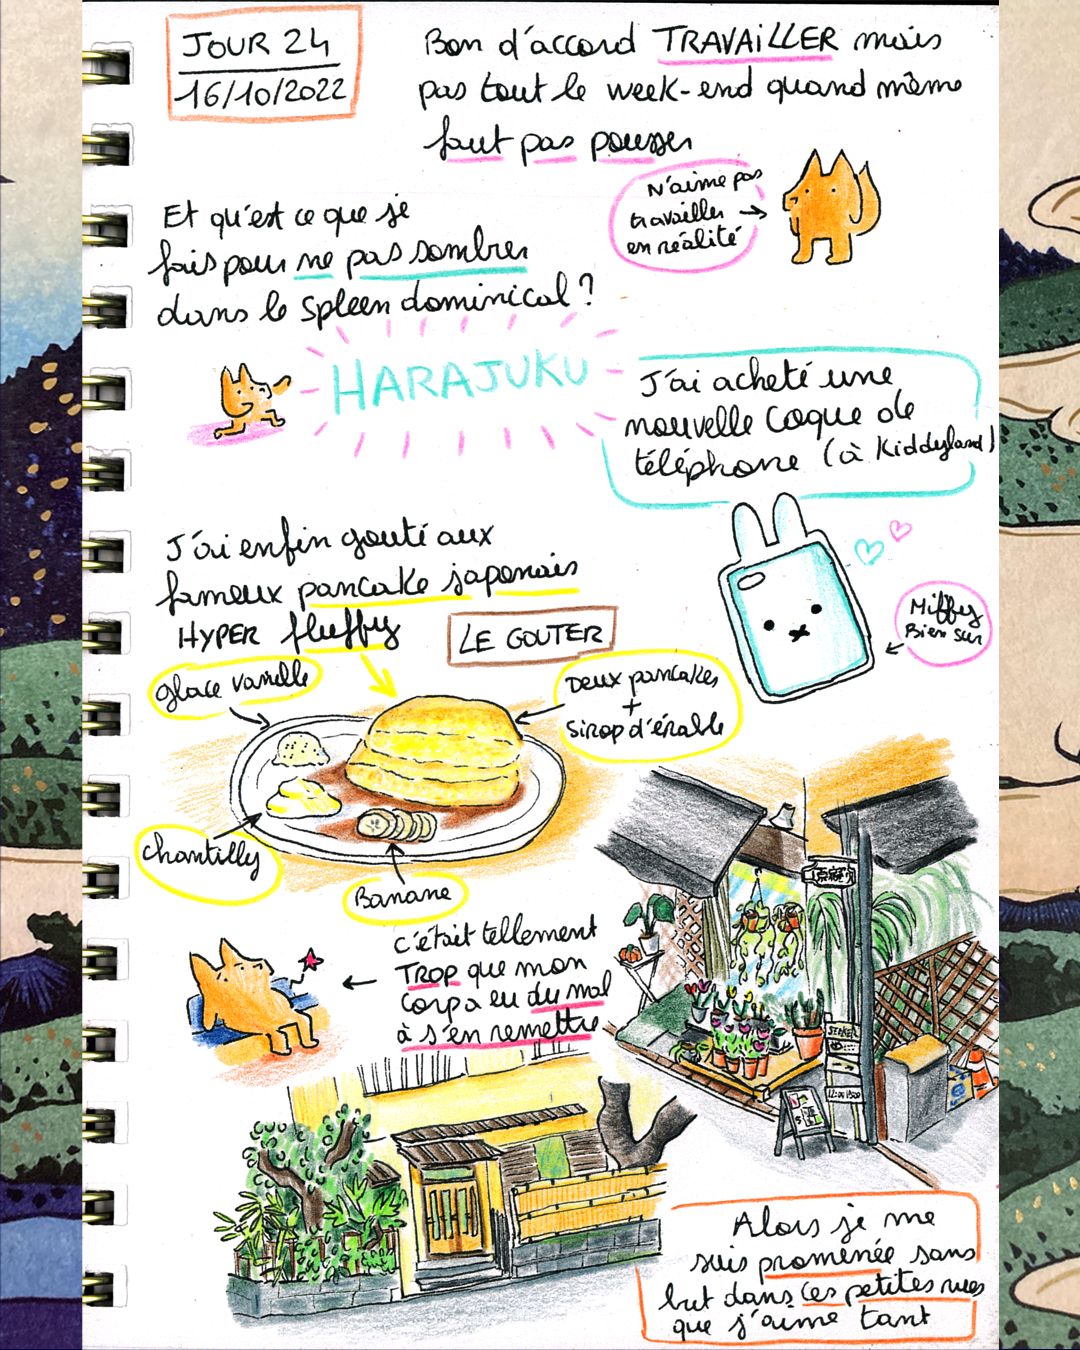 JOUR 24
16/10/2022
Bon d'accord TRAVAILLER mais
pas tout le week-end quand même
faut pas pousser
N'aime pas
travailler
en réalité
Et qu'est ce que je
fais pour ne pas sombrer
dans le spleen dominical ?
HARAJUKU
J'ai acheté une
nouvelle coque de
téléphone (à Kiddyland)
Miffy
Bien sur
J'ai enfin gouté aux
fameux pancake japonais
HYPER fluffy
LE GOUTER
glace vanille
Deux pancakes
+
sirop d'érable
chantilly
Banane
c'était tellement
TROP que mon
corp a eu du mal
à s'en remettre
Alors je me
suis promenée sans
but dans ces petites rues
que j'aime tant